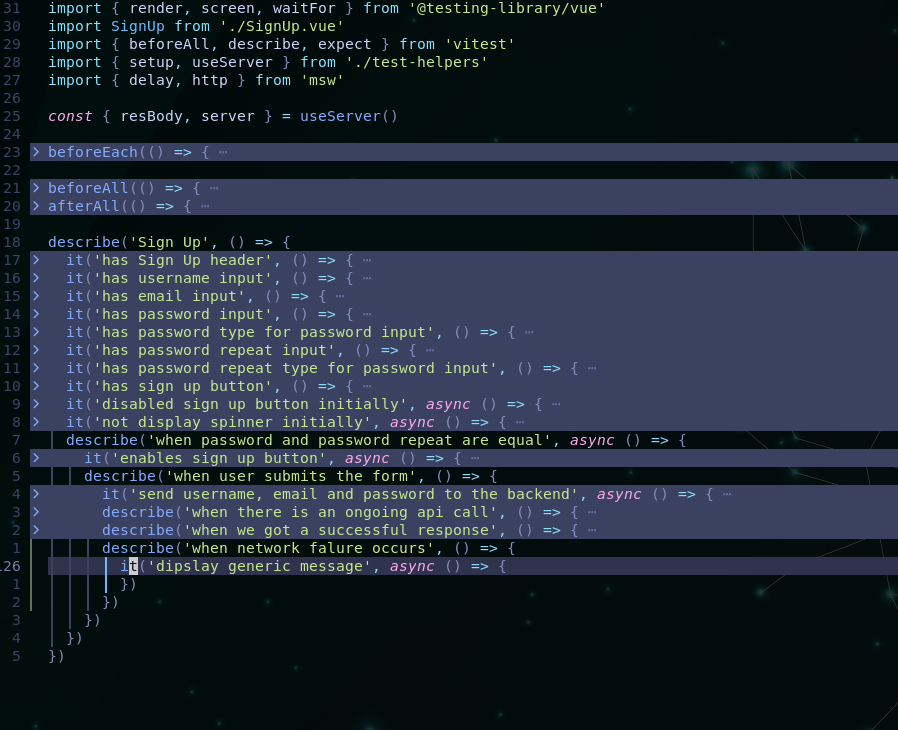 31 import { render, screen, waitFor } from '@testing-library/vue'
30 import SignUp from './SignUp.vue'
29 import { beforeAll, describe, expect } from 'vitest'
28 import { setup, useServer } from './test-helpers'
27 import { delay, http } from 'msw'
26
25 const { resBody, server } = useServer()
24
23 > beforeEach(() => { ⋯
22
21 > beforeAll(() => { ⋯
20 > afterAll(() => { ⋯
19
18 describe('Sign Up', () => {
17 > it('has Sign Up header', () => { ⋯
16 > it('has username input', () => { ⋯
15 > it('has email input', () => { ⋯
14 > it('has password input', () => { ⋯
13 > it('has password type for password input', () => { ⋯
12 > it('has password repeat input', () => { ⋯
11 > it('has password repeat type for password input', () => { ⋯
10 > it('has sign up button', () => { ⋯
9 > it('disabled sign up button initially', async () => { ⋯
8 > it('not display spinner initially', async () => { ⋯
7 describe('when password and password repeat are equal', async () => {
6 > it('enables sign up button', async () => { ⋯
5 describe('when user submits the form', () => {
4 > it('send username, email and password to the backend', async () => { ⋯
3 > describe('when there is an ongoing api call', () => { ⋯
2 > describe('when we got a successful response', () => { ⋯
1 describe('when network falure occurs', () => {
126 it('dipslay generic message', async () => {
1 })
2 })
3 })
4 })
5 })